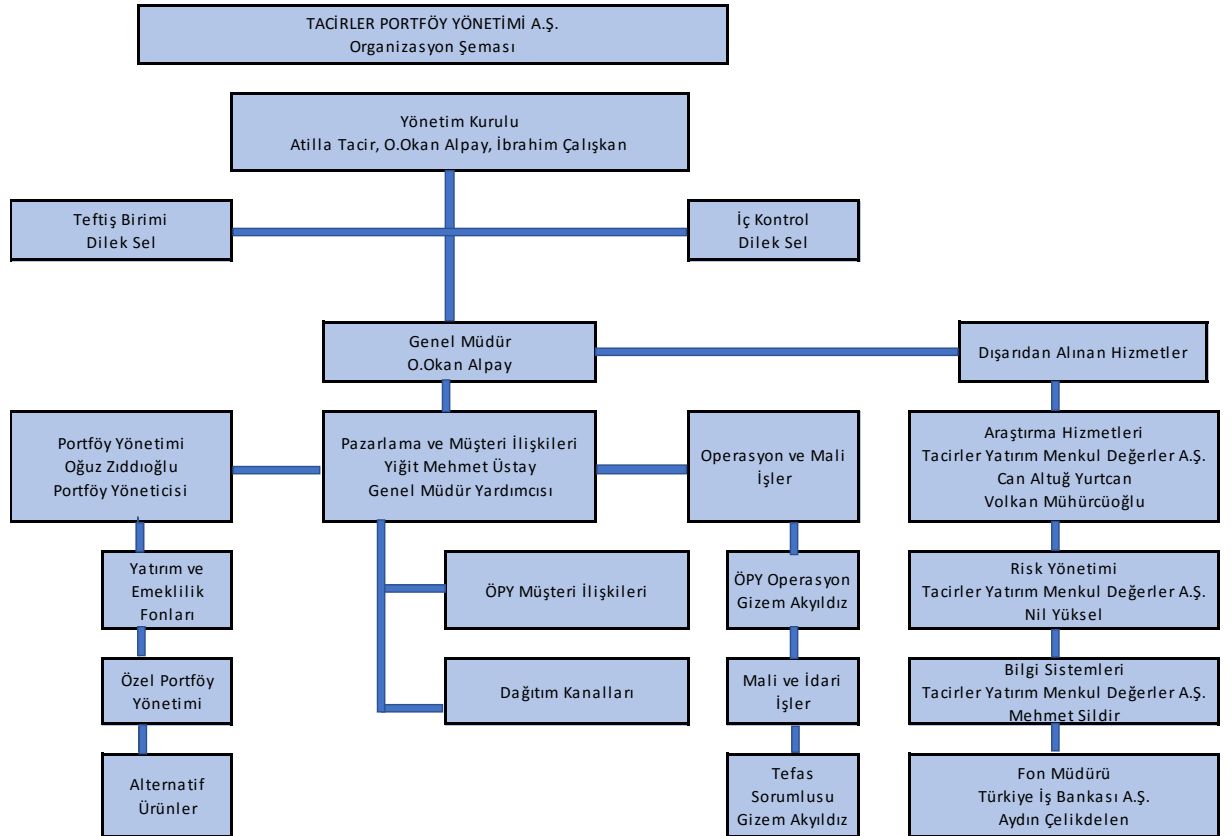 TACİRLER PORTFÖY YÖNETİMİ A.Ş.
Organizasyon Şeması
Yönetim Kurulu
Atilla Tacir, O.Okan Alpay, İbrahim Çalışkan
Teftiş Birimi
Dilek Sel
İç Kontrol
Dilek Sel
Genel Müdür
O.Okan Alpay
Dışarıdan Alınan Hizmetler
Portföy Yönetimi
Oğuz Zıddıoğlu
Portföy Yöneticisi
Pazarlama ve Müşteri İlişkileri
Yiğit Mehmet Üstay
Genel Müdür Yardımcısı
Operasyon ve Mali
İşler
Araştırma Hizmetleri
Tacirler Yatırım Menkul Değerler A.Ş.
Can Altuğ Yurtcan
Volkan Mühürcüoğlu
Yatırım ve
Emeklilik
Fonları
ÖPY Müşteri İlişkileri
ÖPY Operasyon
Gizem Akyıldız
Risk Yönetimi
Tacirler Yatırım Menkul Değerler A.Ş.
Nil Yüksel
Özel Portföy
Yönetimi
Dağıtım Kanalları
Mali ve İdari
İşler
Bilgi Sistemleri
Tacirler Yatırım Menkul Değerler A.Ş.
Mehmet Sildir
Alternatif
Ürünler
Tefas
Sorumlusu
Gizem Akyıldız
Fon Müdürü
Türkiye İş Bankası A.Ş.
Aydın Çelikdelen